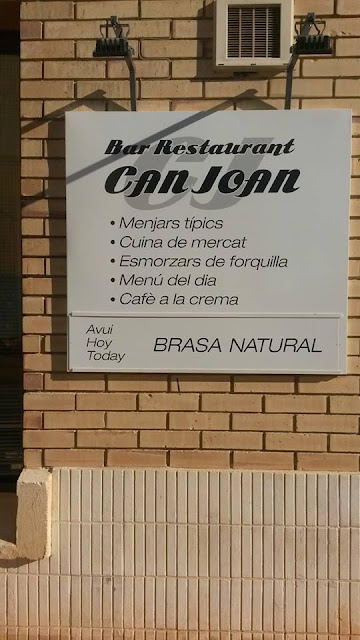 Bar Restaurant
CJ
CAN JOAN
• Menjars típics
• Cuina de mercat
• Esmorzars de forquilla
• Menú del dia
• Cafè a la crema
Avui
Hoy
Today
BRASA NATURAL